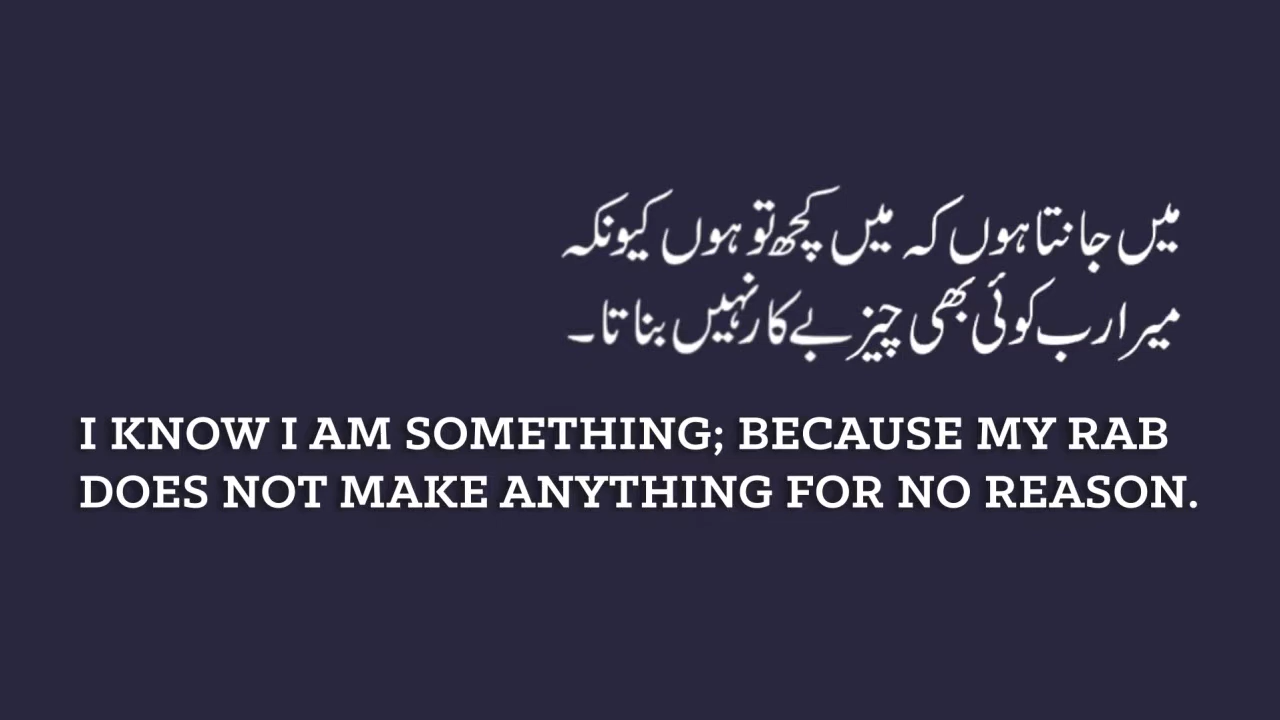 میں جانتا ہوں کہ میں کچھ تو ہوں کیونکہ
میرا رب کوئی بھی چیز بے کار نہیں بناتا۔
I KNOW I AM SOMETHING; BECAUSE MY RAB
DOES NOT MAKE ANYTHING FOR NO REASON.